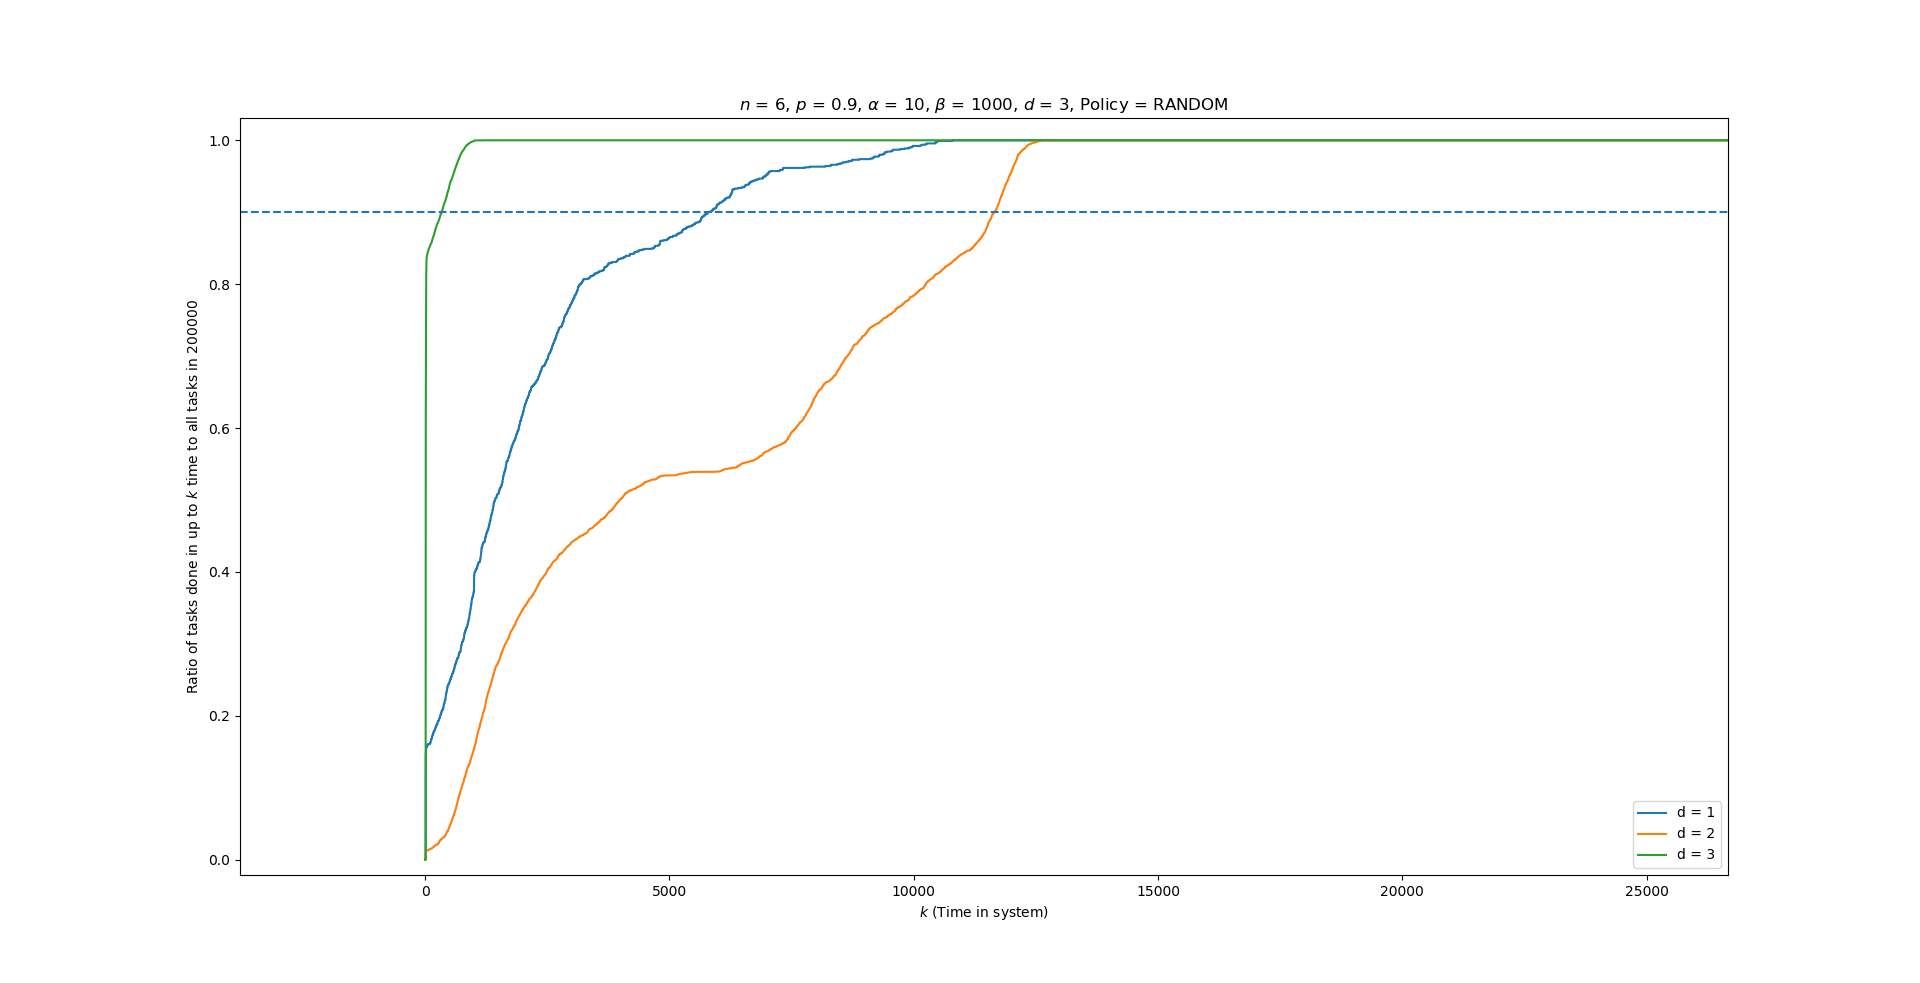 n = 6, p = 0.9, α = 10, β = 1000, d = 3, Policy = RANDOM
1.0
0.8
0.6
0.4
0.2
0.0
Ratio of tasks done in up to k time to all tasks in 200000
0 5000 10000 15000 20000 25000
k (Time in system)
d = 1
d = 2
d = 3